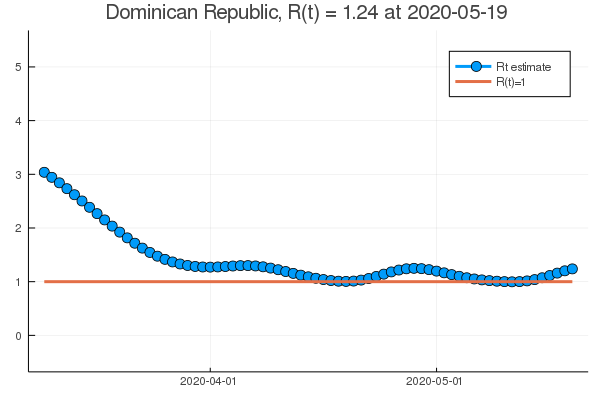 Dominican Republic, R(t) = 1.24 at 2020-05-19
5
4
3
2
1
0
Rt estimate
R(t)=1
2020-04-01
2020-05-01